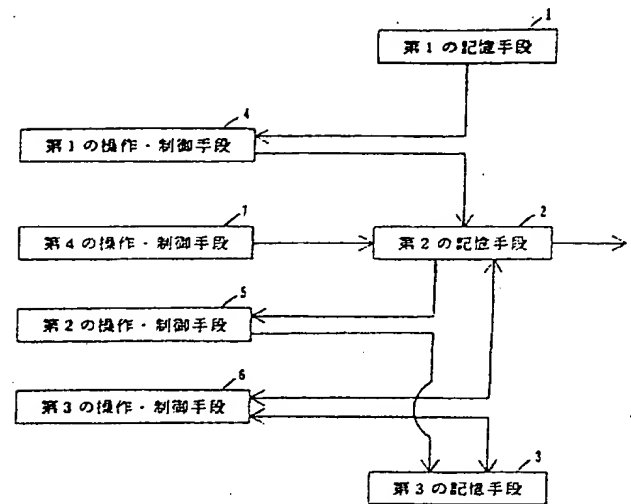 1
第1の記憶手段
4
第1の操作・制御手段
7
第4の操作・制御手段
2
第2の記憶手段
5
第2の操作・制御手段
6
第3の操作・制御手段
3
第3の記憶手段